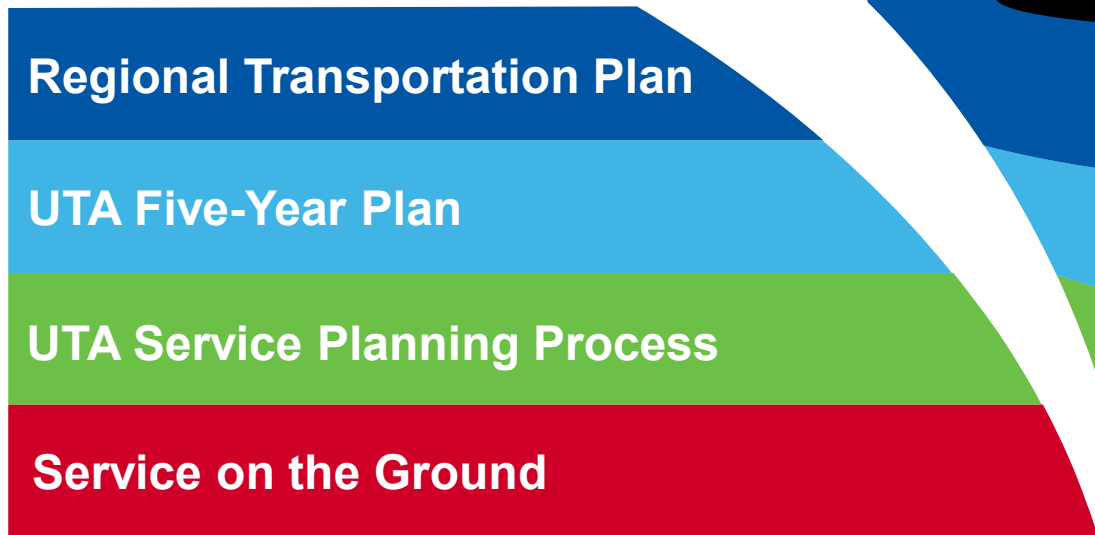 Regional Transportation Plan
UTA Five-Year Plan
UTA Service Planning Process
Service on the Ground